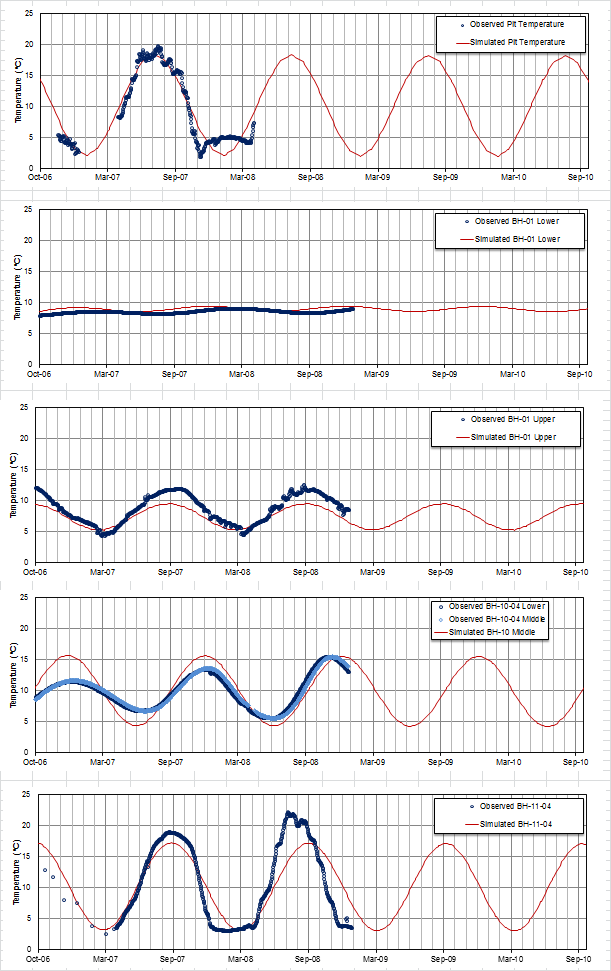 25
Observed Pit Temperature
Simulated Pit Temperature
20
15
10
5
0
Temperature (°C)
Oct-06 Mar-07 Sep-07 Mar-08 Sep-08 Mar-09 Sep-09 Mar-10 Sep-10
25
Observed BH-01 Lower
Simulated BH-01 Lower
20
15
10
5
0
Temperature (°C)
Oct-06 Mar-07 Sep-07 Mar-08 Sep-08 Mar-09 Sep-09 Mar-10 Sep-10
25
Observed BH-01 Upper
Simulated BH-01 Upper
20
15
10
5
0
Temperature (°C)
Oct-06 Mar-07 Sep-07 Mar-08 Sep-08 Mar-09 Sep-09 Mar-10 Sep-10
25
Observed BH-10-04 Lower
Observed BH-10-04 Middle
Simulated BH-10 Middle
20
15
10
5
0
Temperature (°C)
Oct-06 Mar-07 Sep-07 Mar-08 Sep-08 Mar-09 Sep-09 Mar-10 Sep-10
25
Observed BH-11-04
Simulated BH-11-04
20
15
10
5
0
Temperature (°C)
Oct-06 Mar-07 Sep-07 Mar-08 Sep-08 Mar-09 Sep-09 Mar-10 Sep-10